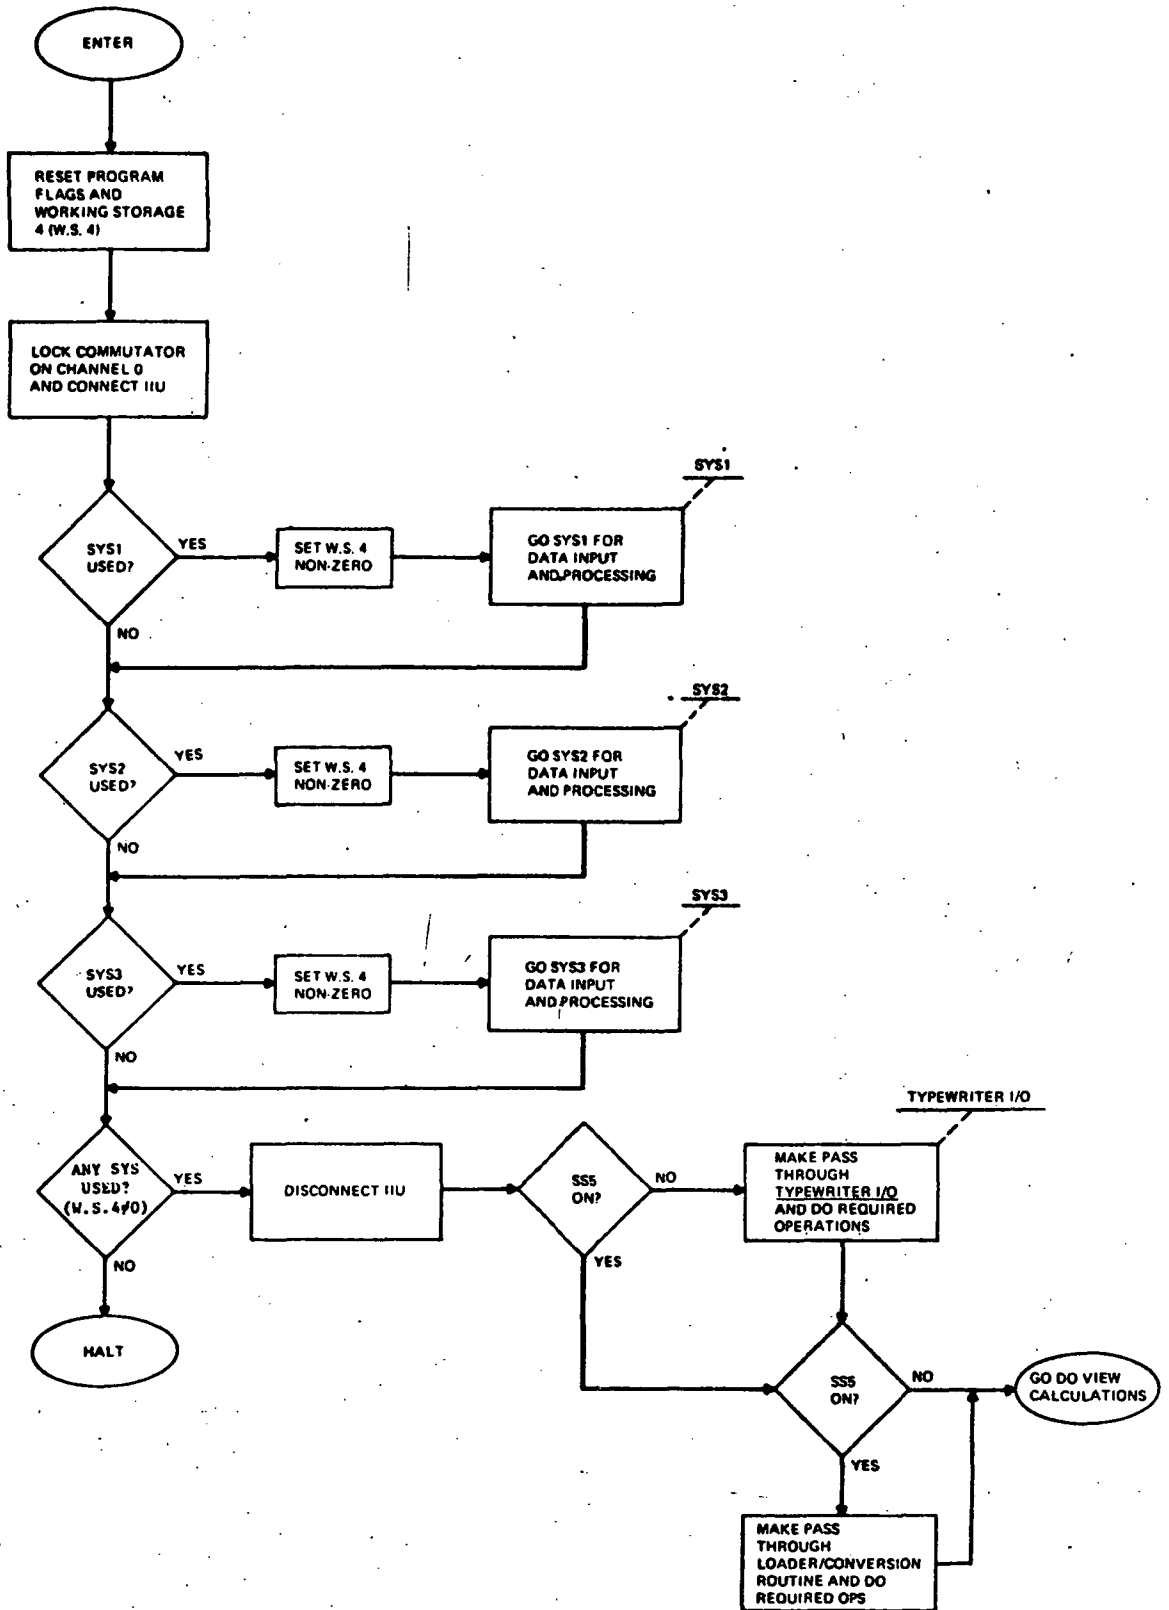 ENTER
RESET PROGRAM
FLAGS AND
WORKING STORAGE
4 (W.S. 4)
LOCK COMMUTATOR
ON CHANNEL 0
AND CONNECT IIU
SYS1
SYS1
USED?
YES
SET W.S. 4
NON-ZERO
GO SYS1 FOR
DATA INPUT
AND PROCESSING
NO
SYS2
SYS2
USED?
YES
SET W.S. 4
NON-ZERO
GO SYS2 FOR
DATA INPUT
AND PROCESSING
NO
SYS3
SYS3
USED?
YES
SET W.S. 4
NON-ZERO
GO SYS3 FOR
DATA INPUT
AND PROCESSING
NO
TYPEWRITER I/O
ANY SYS
USED?
(W.S.4≠0)
YES
DISCONNECT IIU
SS5
ON?
NO
MAKE PASS
THROUGH
TYPEWRITER I/O
AND DO REQUIRED
OPERATIONS
NO
YES
HALT
SS5
ON?
NO
GO DO VIEW
CALCULATIONS
YES
MAKE PASS
THROUGH
LOADER/CONVERSION
ROUTINE AND DO
REQUIRED OPS